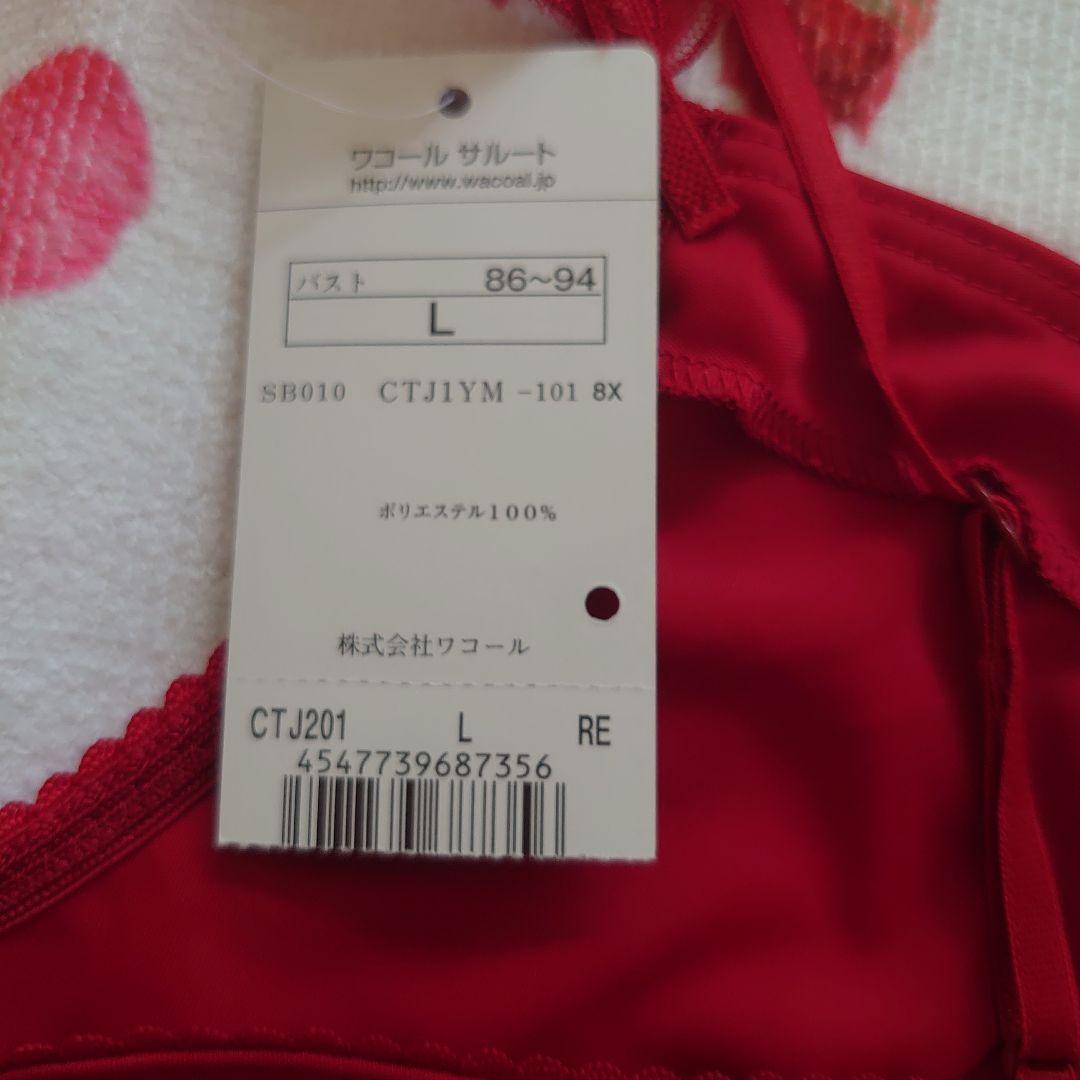 ワコール サルート
http://www.wacoal.jp
バスト 86~94
L
SB010 CTJ1YM -101 8X
ポリエステル100%
株式会社ワコール
CTJ201 L RE
4547739687356